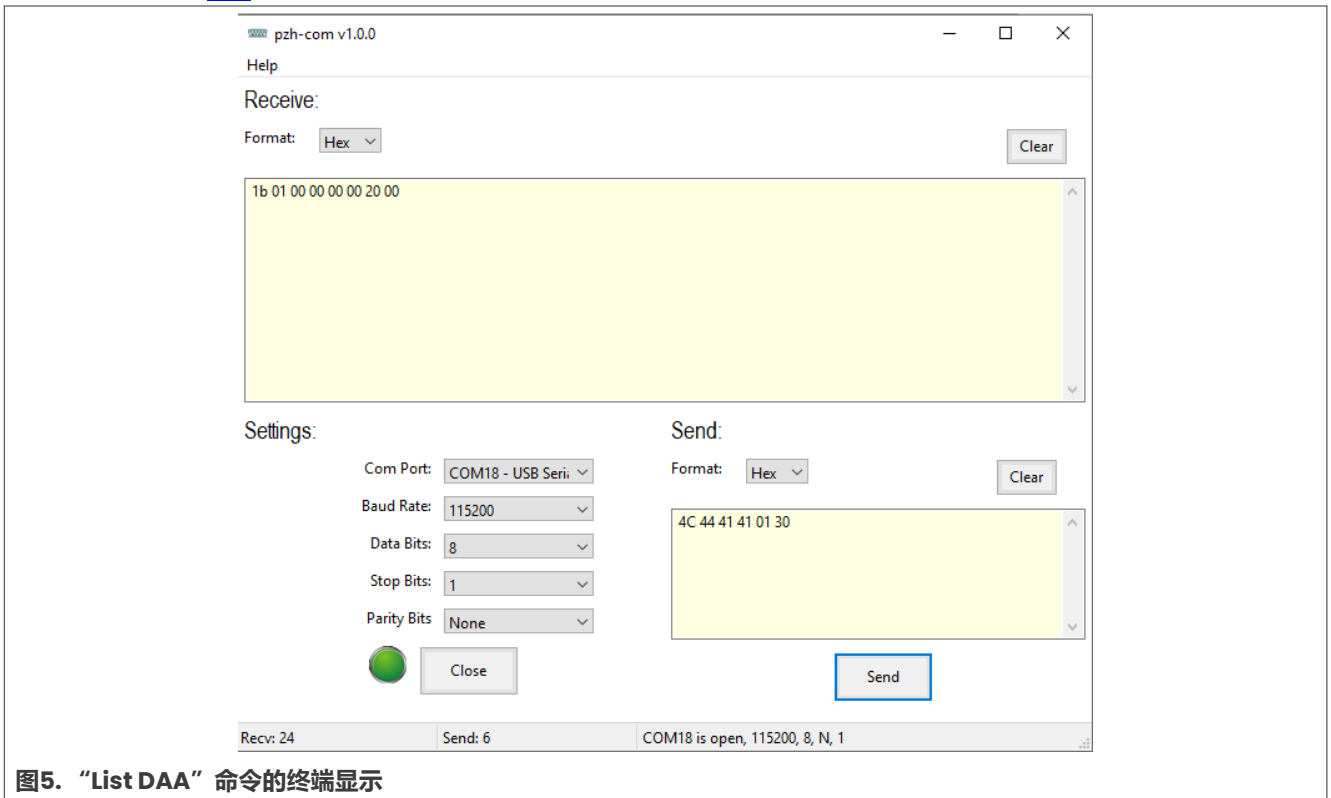 pzh-com v1.0.0
Help
Receive:
Format: Hex Clear
1b 01 00 00 00 00 20 00
Settings: Send:
Com Port: COM18 - USB Seri: Format: Hex Clear
Baud Rate: 115200
4C 44 41 41 01 30
Data Bits: 8
Stop Bits: 1
Parity Bits None
Close Send
Recv: 24 Send: 6 COM18 is open, 115200, 8, N, 1
图5. “List DAA”命令的终端显示